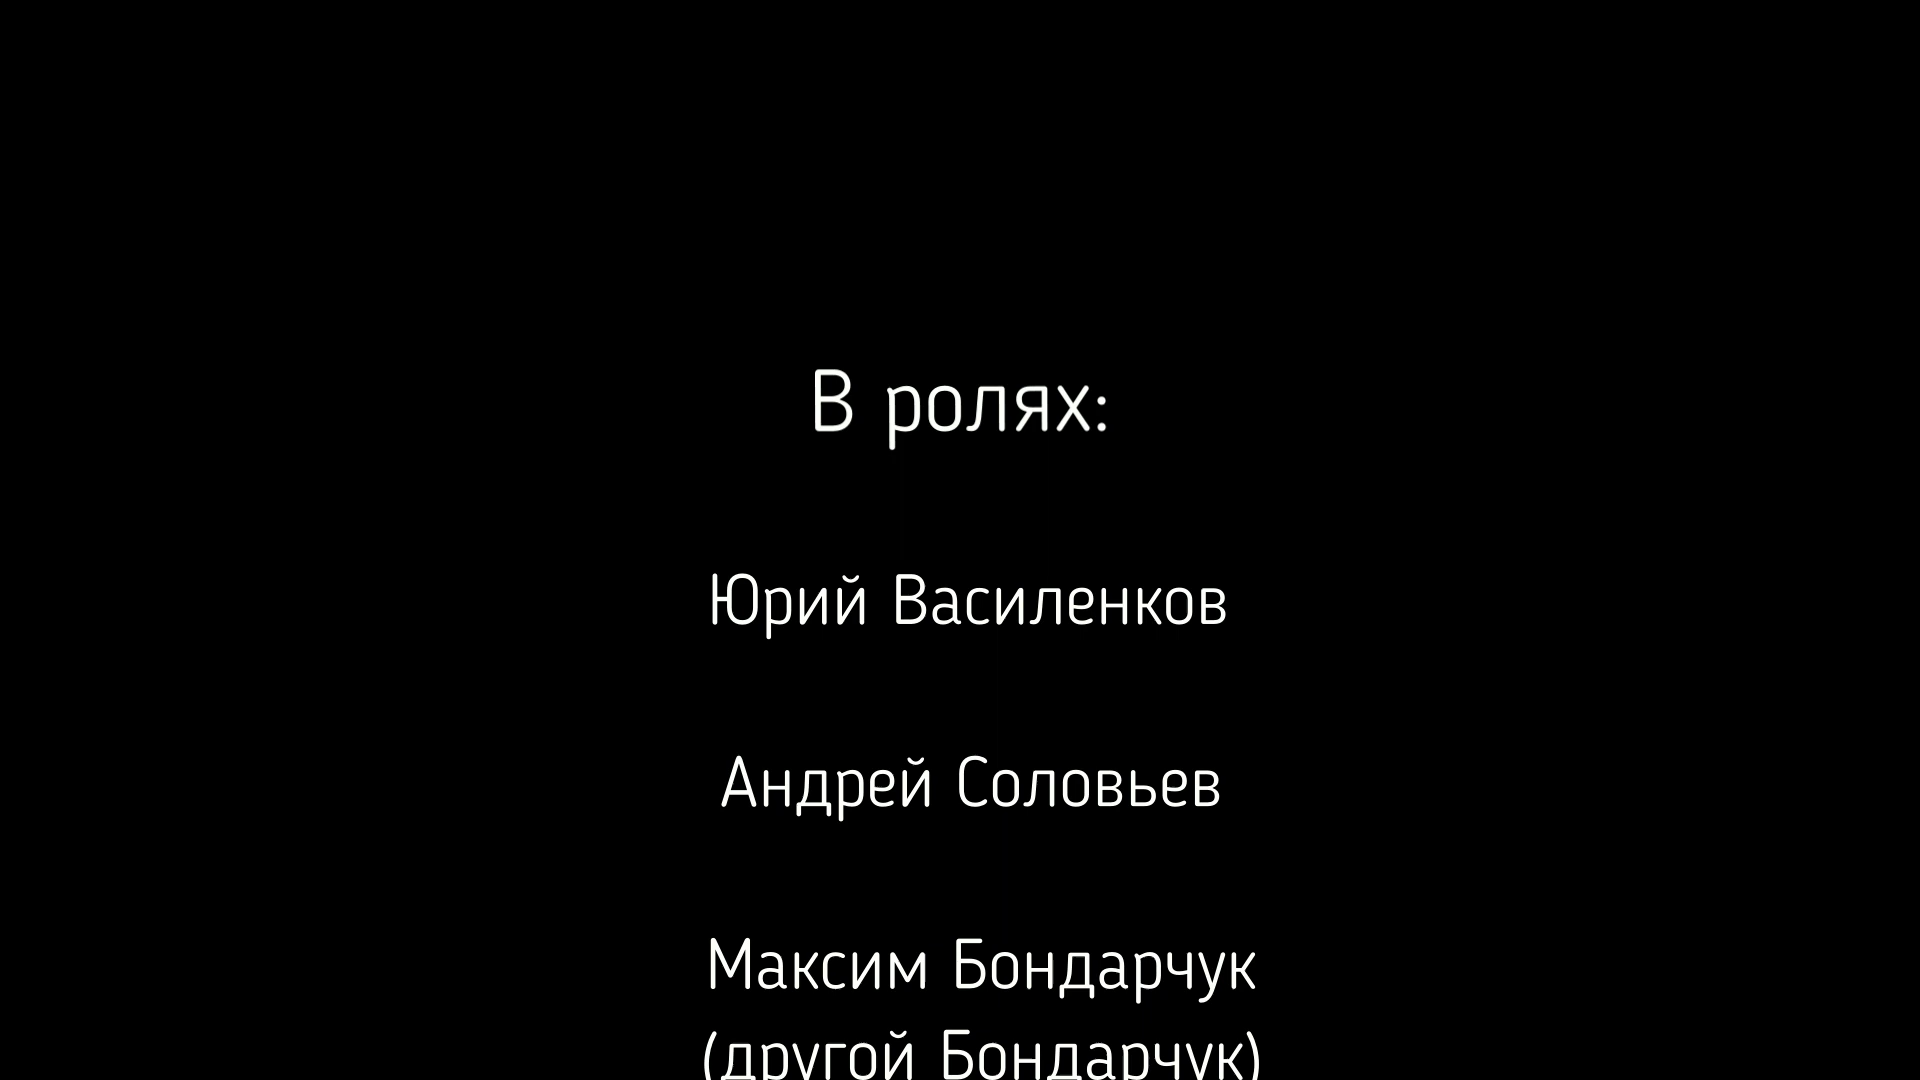 В ролях:
Юрий Василенков
Андрей Соловьев
Максим Бондарчук
(другой Бондарчук)